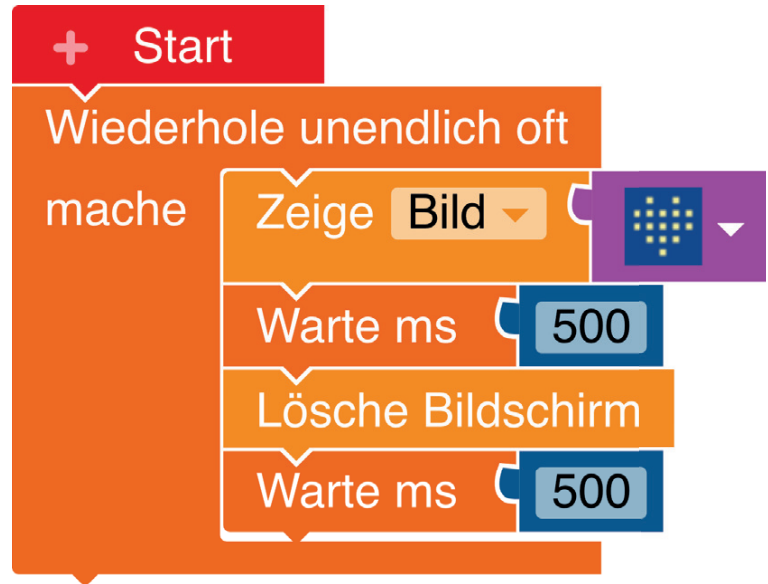 + Start
Wiederhole unendlich oft
mache Zeige Bild
Warte ms 500
Lösche Bildschirm
Warte ms 500